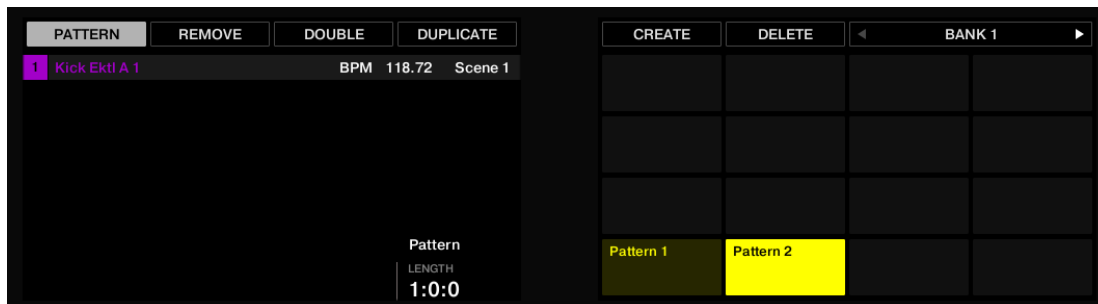 PATTERN REMOVE DOUBLE DUPLICATE
1 Kick Ektl A 1 BPM 118.72 Scene 1
Pattern
LENGTH
1:0:0
CREATE DELETE BANK 1
Pattern 1 Pattern 2